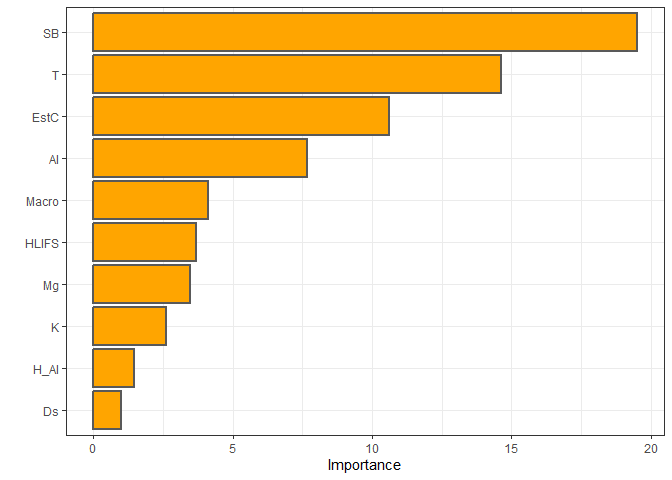 SB
T
EstC
Al
Macro
HLIFS
Mg
K
H_Al
Ds
0 5 10 15 20
Importance